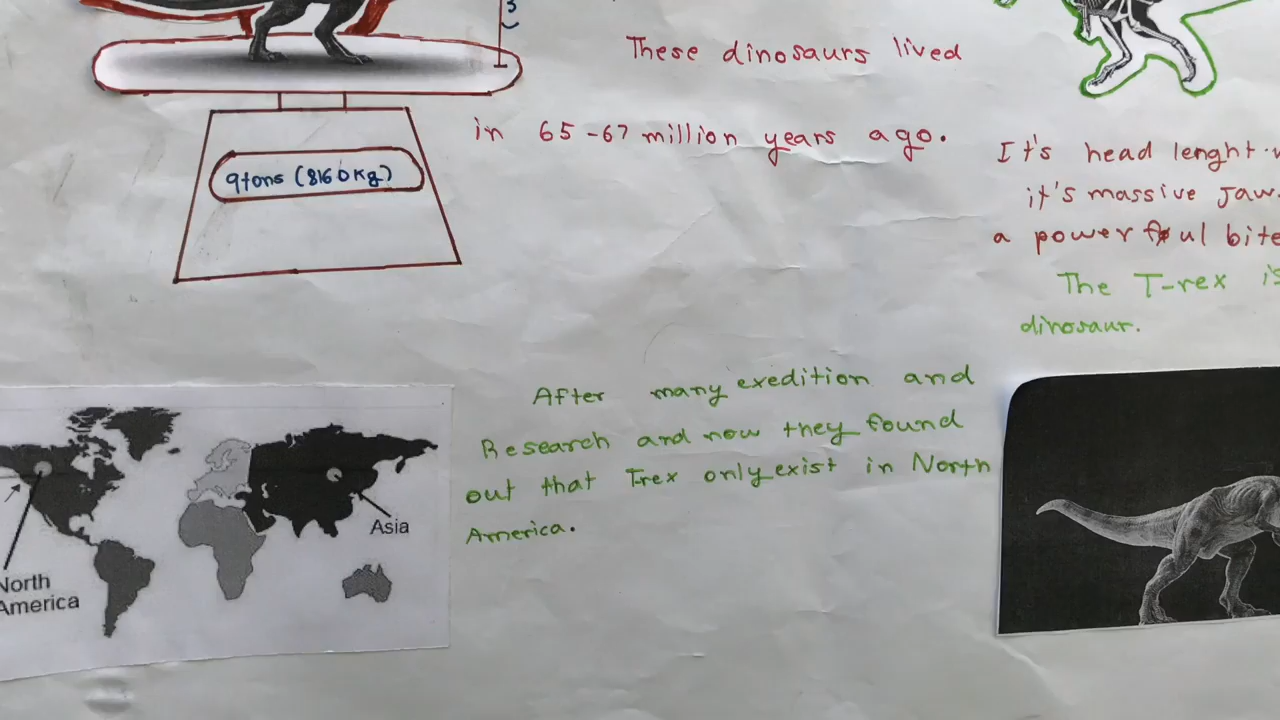 3
These dinosaurs lived
in 65-67 million years ago.
9tons (8160kg)
It's head lenght
it's massive Jaw
a powerful bite
The T-rex is
dinosaur.
After many exedition and
Research and now they found
out that T.rex only exist in North
America.
Asia
North
America